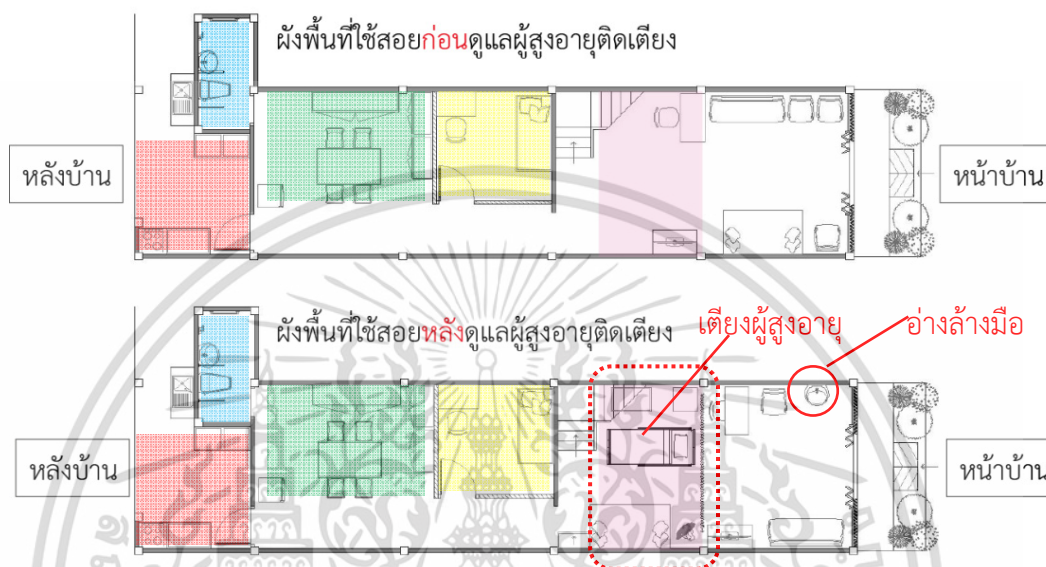 ผังพื้นที่ใช้สอยก่อนดูแลผู้สูงอายุติดเตียง
หลังบ้าน
หน้าบ้าน
ผังพื้นที่ใช้สอยหลังดูแลผู้สูงอายุติดเตียง
เตียงผู้สูงอายุ
อ่างล้างมือ
หลังบ้าน
หน้าบ้าน